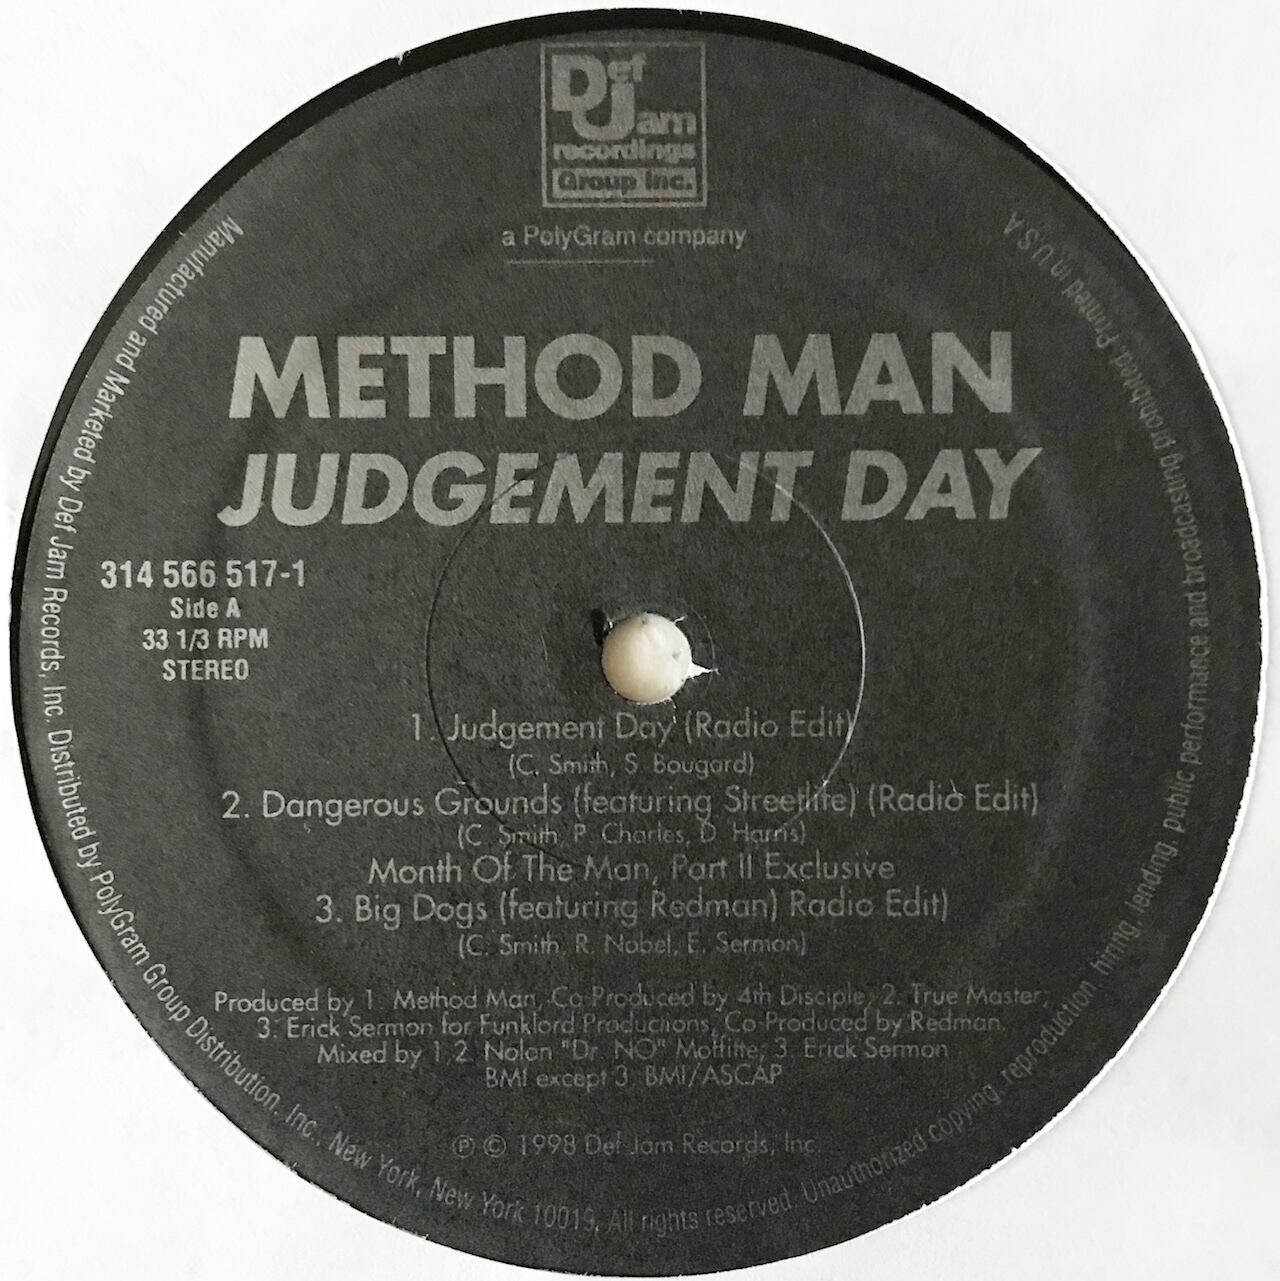 Def Jam
recordings
Group Inc.
a PolyGram company
METHOD MAN
JUDGEMENT DAY
314 566 517-1
Side A
33 1/3 RPM
STEREO
1. Judgement Day (Radio Edit)
(C. Smith, S. Bougard)
2. Dangerous Grounds (featuring Streetlife) (Radio Edit)
(C. Smith, P. Charles, D. Harris)
Month Of The Man, Part II Exclusive
3. Big Dogs (featuring Redman) Radio Edit)
(C. Smith, R. Nobel, E. Sermon)
Produced by 1. Method Man, Co-Produced by 4th Disciple; 2. True Master;
3. Erick Sermon for Funklord Productions, Co-Produced by Redman.
Mixed by 1,2. Nolan "Dr. NO" Moffitte; 3. Erick Sermon
BMI except 3. BMI/ASCAP
℗ © 1998 Def Jam Records, Inc.
Manufactured and Marketed by Def Jam Records, Inc. Distributed by PolyGram Group Distribution, Inc., New York, New York 10019. All rights reserved. Unauthorized copying, reproduction, hiring, lending, public performance and broadcasting prohibited. Printed in USA